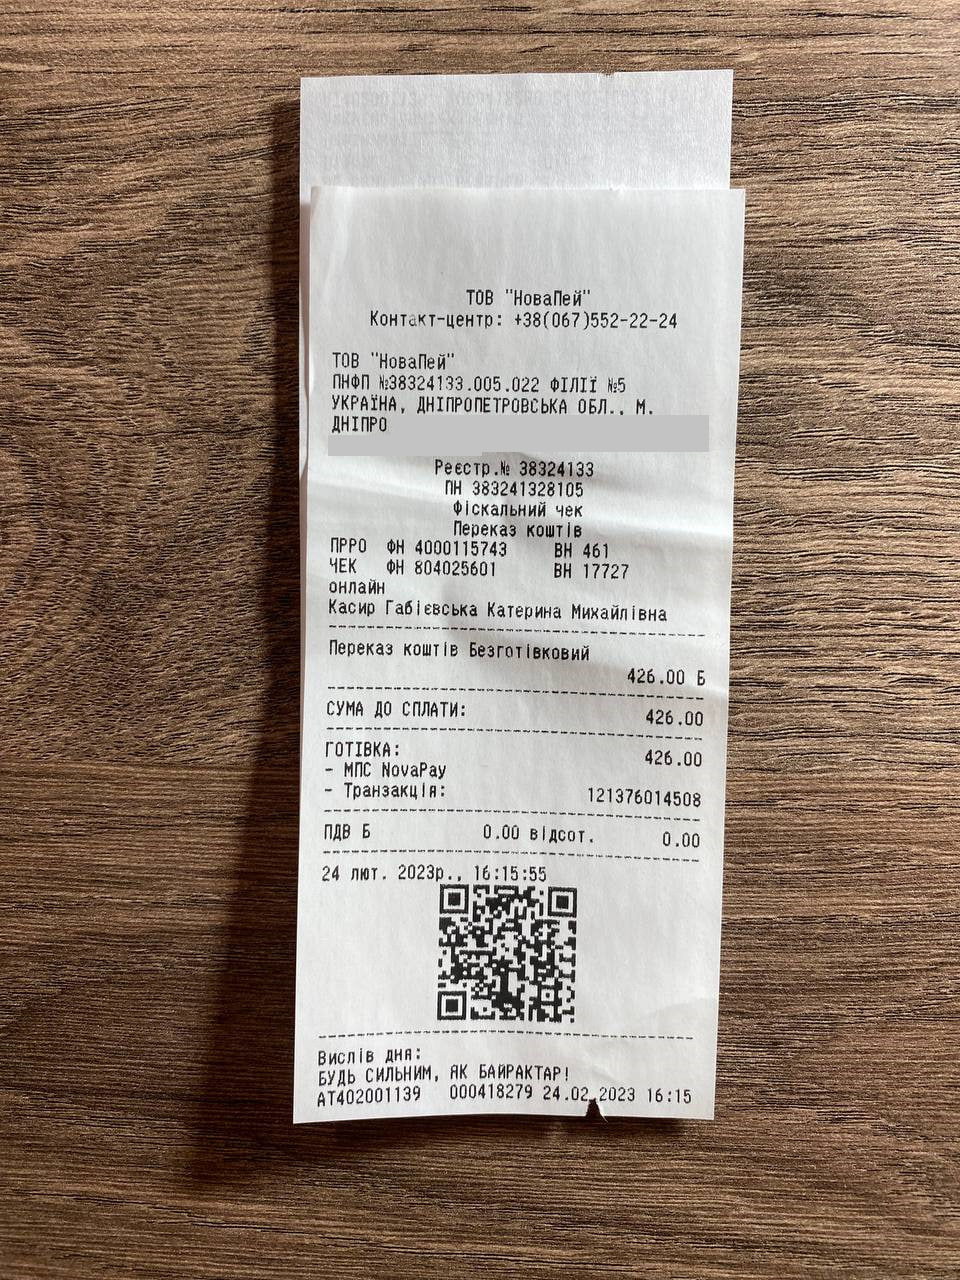 ТОВ "НоваПей"
Контакт-центр: +38(067)552-22-24
ТОВ "НоваПей"
ПНФП №38324133.005.022 ФІЛІЇ №5
УКРАЇНА, ДНІПРОПЕТРОВСЬКА ОБЛ., М.
ДНІПРО
Реєстр.№ 38324133
ПН 383241328105
Фіскальний чек
Переказ коштів
ПРРО ФН 4000115743 ВН 461
ЧЕК ФН 804025601 ВН 17727
онлайн
Касир Габієвська Катерина Михайлівна
Переказ коштів Безготівковий
426.00 Б
СУМА ДО СПЛАТИ: 426.00
ГОТІВКА: 426.00
- МПС NovaPay
- Транзакція: 121376014508
ПДВ Б 0.00 відсот. 0.00
24 лют. 2023р., 16:15:55
Вислів дня:
БУДЬ СИЛЬНИМ, ЯК БАЙРАКТАР!
АТ402001139 000418279 24.02.2023 16:15